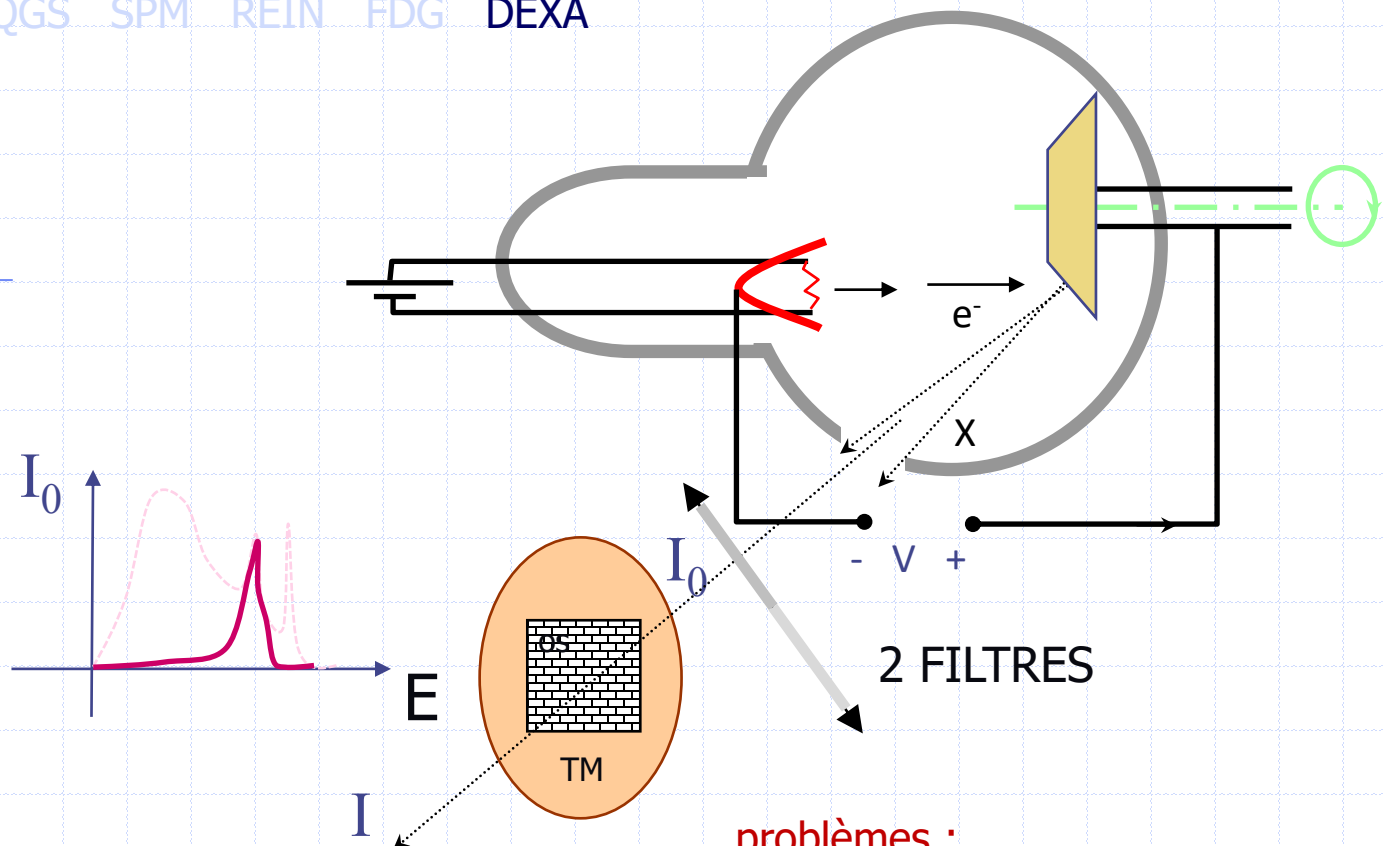 QGS SPM REIN FDG DEXA
e-
X
I0
- V +
I0
os
2 FILTRES
E
TM
I
problèmes :